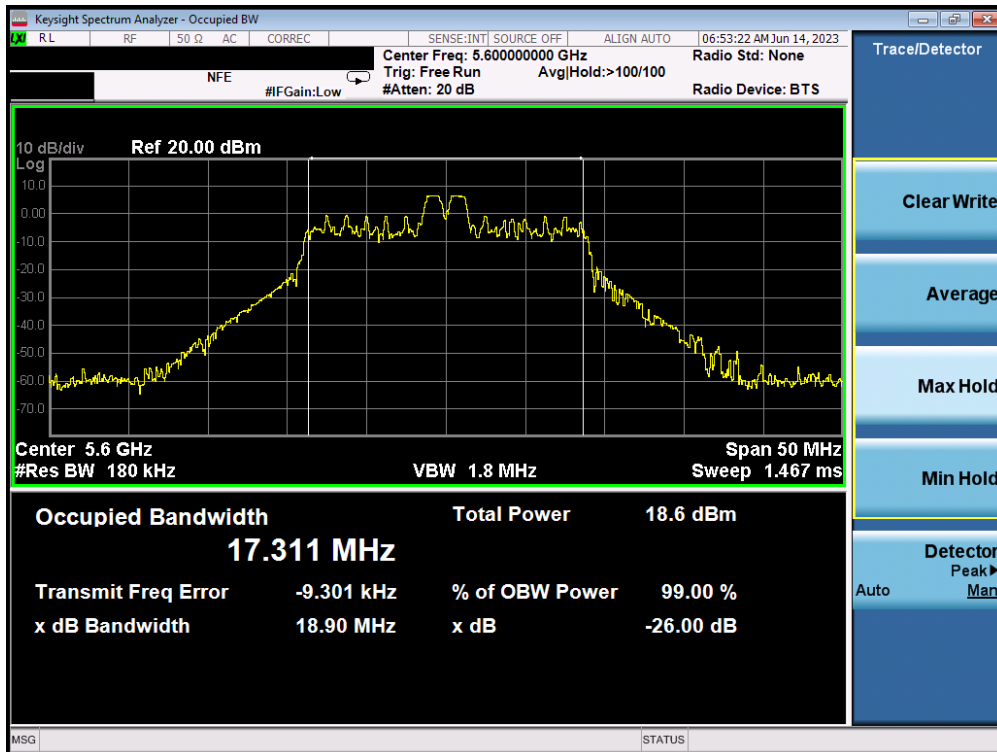 Keysight Spectrum Analyzer - Occupied BW
LXI RL RF 50 Ω AC CORREC SENSE:INT SOURCE OFF ALIGN AUTO 06:53:22 AM Jun 14, 2023
Center Freq: 5.600000000 GHz Radio Std: None
NFE Trig: Free Run Avg|Hold:>100/100
#IFGain:Low #Atten: 20 dB Radio Device: BTS
Trace/Detector
10 dB/div Ref 20.00 dBm
Log
10.0
0.00
-10.0
-20.0
-30.0
-40.0
-50.0
-60.0
-70.0
Center 5.6 GHz Span 50 MHz
#Res BW 180 kHz VBW 1.8 MHz Sweep 1.467 ms
Occupied Bandwidth Total Power 18.6 dBm
17.311 MHz
Transmit Freq Error -9.301 kHz % of OBW Power 99.00 %
x dB Bandwidth 18.90 MHz x dB -26.00 dB
Clear Write
Average
Max Hold
Min Hold
Detector
Peak
Auto Man
MSG STATUS